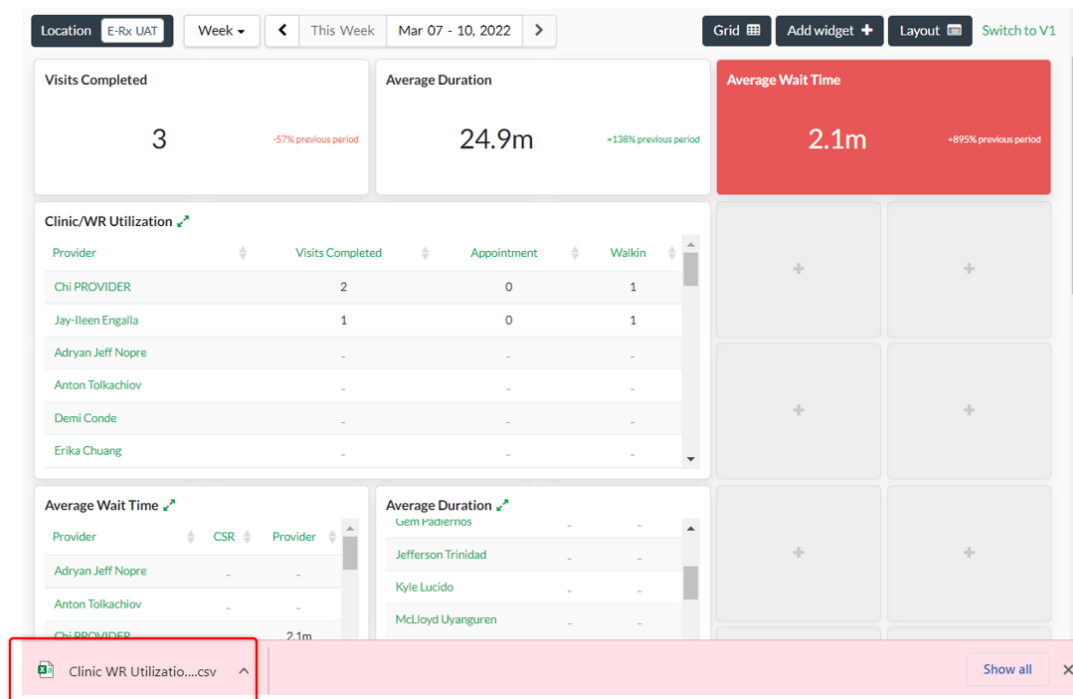 Location E-Rx UAT Week This Week Mar 07 - 10, 2022 Grid Add widget Layout Switch to V1
Visits Completed
3 -57% previous period
Average Duration
24.9m +138% previous period
Average Wait Time
2.1m +895% previous period
Clinic/WR Utilization
Provider Visits Completed Appointment Walkin
Chi PROVIDER 2 0 1
Jay-Ileen Engalla 1 0 1
Adryan Jeff Nopre - - -
Anton Tolkachiov - - -
Demi Conde - - -
Erika Chuang - - -
Average Wait Time
Provider CSR Provider
Adryan Jeff Nopre - -
Anton Tolkachiov - -
Chi PROVIDER 2.1m
Average Duration
Gem Padiernos - -
Jefferson Trinidad - -
Kyle Lucido - -
McLloyd Uyanguren - -
Clinic WR Utilizatio....csv Show all